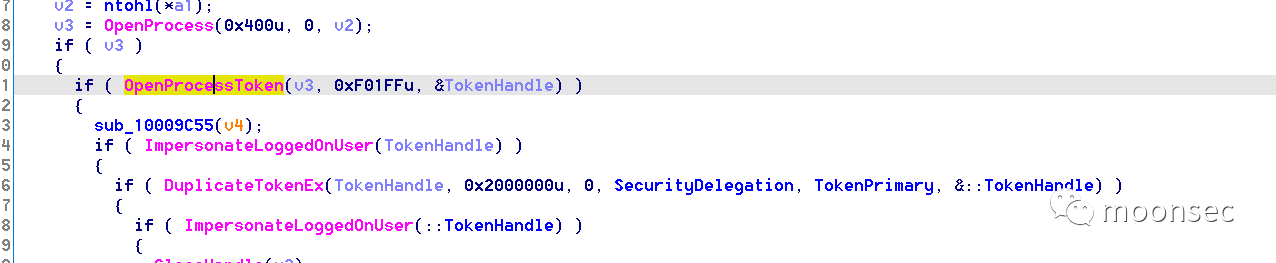 7 v2 = ntohl(*a1);
8 v3 = OpenProcess(0x400u, 0, v2);
9 if ( v3 )
0 {
1 if ( OpenProcessToken(v3, 0xF01FFu, &TokenHandle) )
2 {
3 sub_10009C55(v4);
4 if ( ImpersonateLoggedOnUser(TokenHandle) )
5 {
6 if ( DuplicateTokenEx(TokenHandle, 0x2000000u, 0, SecurityDelegation, TokenPrimary, &::TokenHandle) )
7 {
8 if ( ImpersonateLoggedOnUser(::TokenHandle) )
9 {
CloseHandle(v3)
moonsec